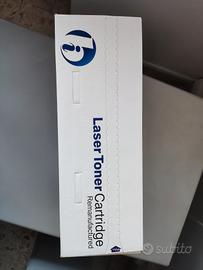 Laser Toner Cartridge
Remanufactured
subito